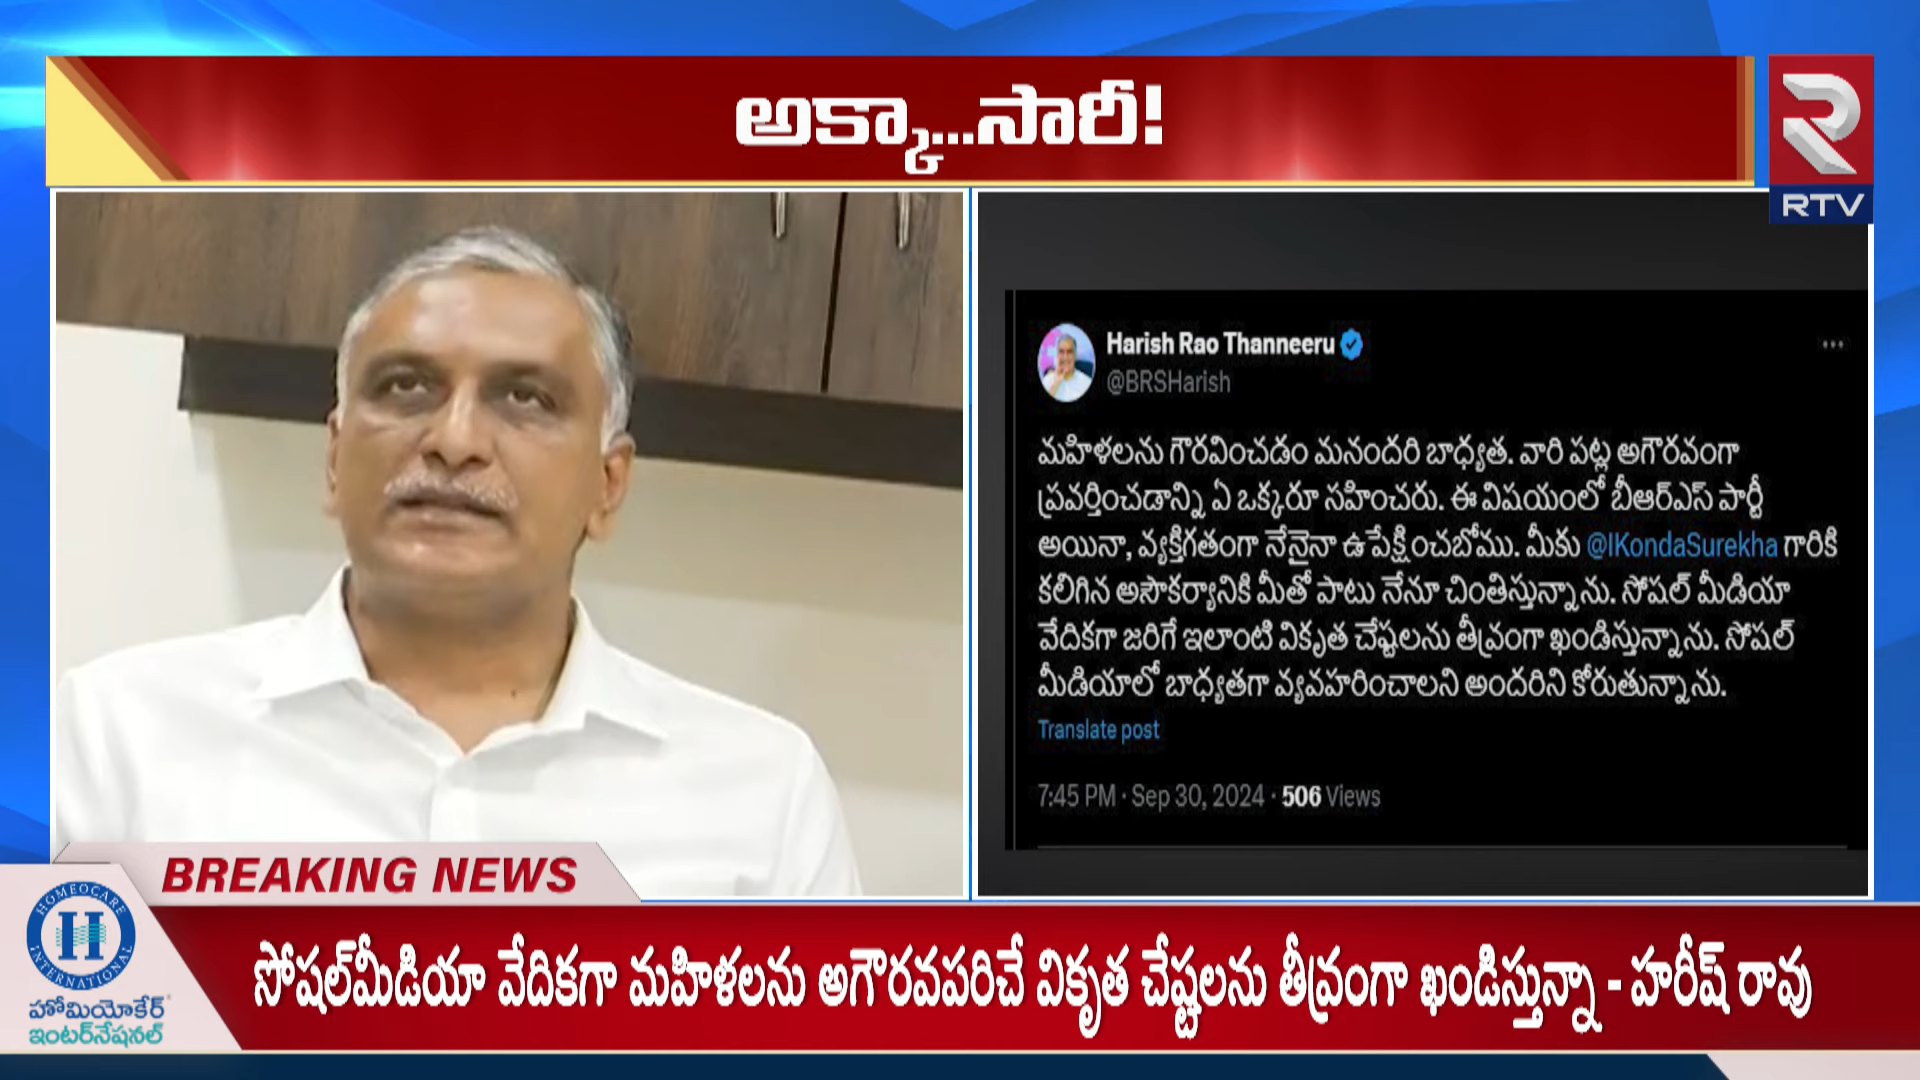 అక్కా...సారీ!
RTV
Harish Rao Thanneeru
@BRSHarish
మహిళలను గౌరవించడం మనందరి బాధ్యత. వారి పట్ల అగౌరవంగా
ప్రవర్తించడాన్ని ఏ ఒక్కరూ సహించరు. ఈ విషయంలో బీఆర్ఎస్ పార్టీ
అయినా, వ్యక్తిగతంగా నేనైనా ఉపేక్షించబోము. మీకు @IKondaSurekha గారికి
కలిగిన అసౌకర్యానికి మీతో పాటు నేనూ చింతిస్తున్నాను. సోషల్ మీడియా
వేదికగా జరిగే ఇలాంటి వికృత చేష్టలను తీవ్రంగా ఖండిస్తున్నాను. సోషల్
మీడియాలో బాధ్యతగా వ్యవహరించాలని అందరిని కోరుతున్నాను.
Translate post
7:45 PM · Sep 30, 2024 · 506 Views
BREAKING NEWS
HOMEOCARE
H
INTERNATIONAL
హోమియోకేర్
ఇంటర్నేషనల్
సోషల్‌మీడియా వేదికగా మహిళలను అగౌరవపరిచే వికృత చేష్టలను తీవ్రంగా ఖండిస్తున్నా - హరీష్ రావు